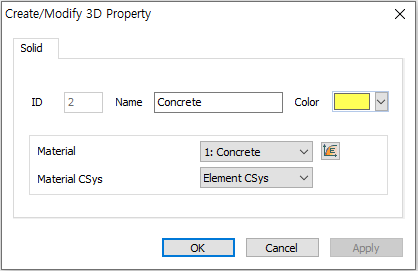 Create/Modify 3D Property
Solid
ID 2 Name Concrete Color
Material 1: Concrete
Material CSys Element CSys
OK Cancel Apply